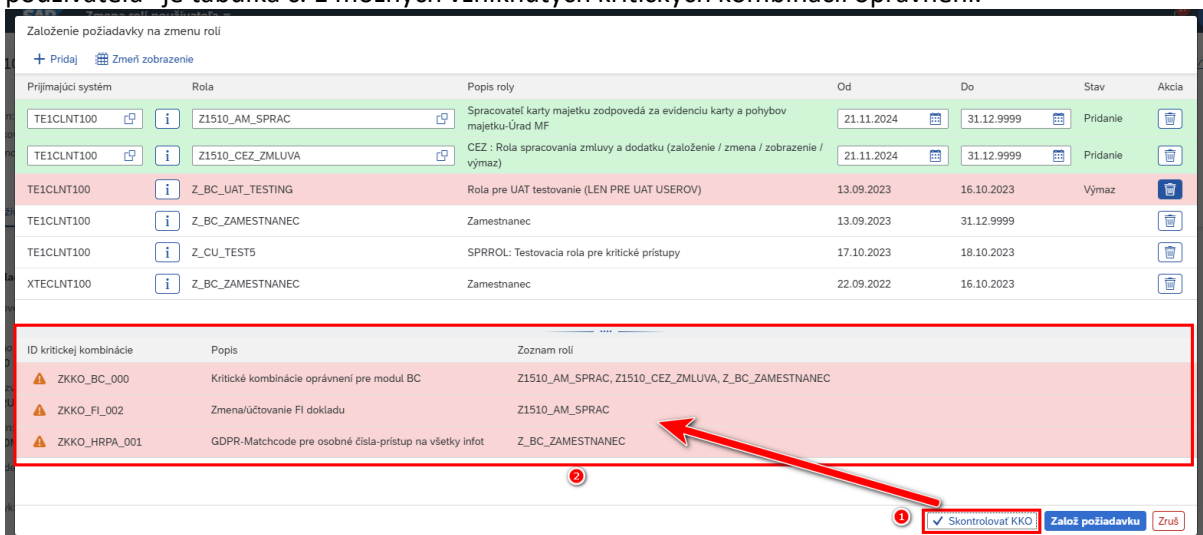 používateľa" je tabuľka č. 2 možných vzniknutých kritických kombinácií oprávnení.
Založenie požiadavky na zmenu rolí
Pridaj Zmeň zobrazenie
Prijímajúci systém Rola Popis roly Od Do Stav Akcia
TE1CLNT100 i Z1510_AM_SPRAC Spracovateľ karty majetku zodpovedá za evidenciu karty a pohybov majetku-Úrad MF 21.11.2024 31.12.9999 Pridanie
TE1CLNT100 i Z1510_CEZ_ZMLUVA CEZ : Rola spracovania zmluvy a dodatku (založenie / zmena / zobrazenie / výmaz) 21.11.2024 31.12.9999 Pridanie
TE1CLNT100 i Z_BC_UAT_TESTING Rola pre UAT testovanie (LEN PRE UAT USEROV) 13.09.2023 16.10.2023 Výmaz
TE1CLNT100 i Z_BC_ZAMESTNANEC Zamestnanec 13.09.2023 31.12.9999
TE1CLNT100 i Z_CU_TEST5 SPRROL: Testovacia rola pre kritické prístupy 17.10.2023 18.10.2023
XTECLNT100 i Z_BC_ZAMESTNANEC Zamestnanec 22.09.2022 16.10.2023
ID kritickej kombinácie Popis Zoznam rolí
ZKKO_BC_000 Kritické kombinácie oprávnení pre modul BC Z1510_AM_SPRAC, Z1510_CEZ_ZMLUVA, Z_BC_ZAMESTNANEC
ZKKO_FI_002 Zmena/účtovanie FI dokladu Z1510_AM_SPRAC
ZKKO_HRPA_001 GDPR-Matchcode pre osobné čísla-prístup na všetky infot Z_BC_ZAMESTNANEC
2
1 Skontrolovať KKO Založ požiadavku Zruš